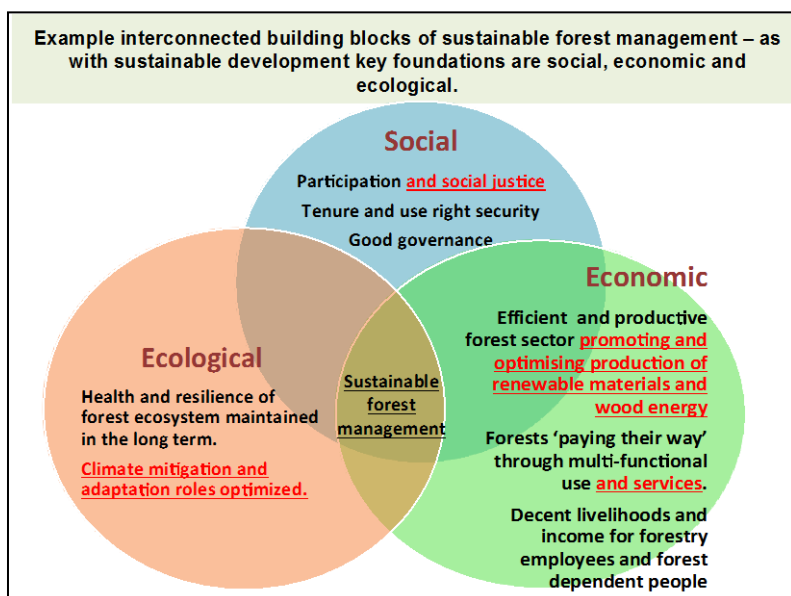 Example interconnected building blocks of sustainable forest management – as
with sustainable development key foundations are social, economic and
ecological.
Social
Participation and social justice
Tenure and use right security
Good governance
Economic
Efficient and productive
forest sector promoting and
optimising production of
renewable materials and
wood energy
Forests ‘paying their way’
through multi-functional
use and services.
Decent livelihoods and
income for forestry
employees and forest
dependent people
Ecological
Health and resilience of
forest ecosystem maintained
in the long term.
Climate mitigation and
adaptation roles optimized.
Sustainable
forest
management